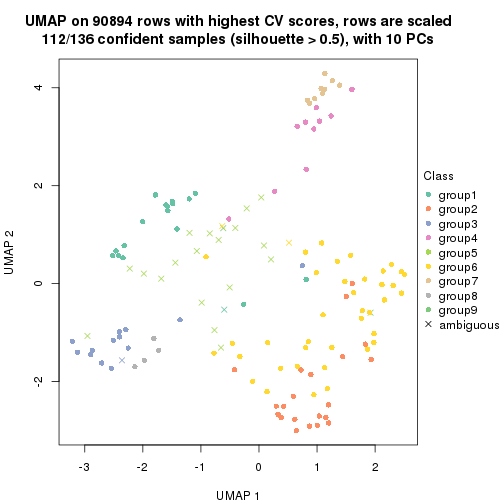 UMAP on 90894 rows with highest CV scores, rows are scaled
112/136 confident samples (silhouette > 0.5), with 10 PCs
UMAP 2
4
2
0
-2
-3
-2
-1
0
1
2
UMAP 1
Class
group1
group2
group3
group4
group5
group6
group7
group8
group9
ambiguous